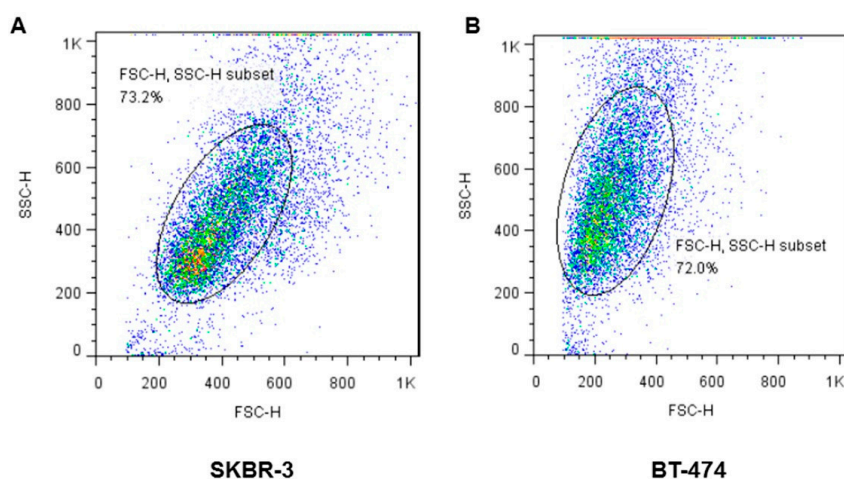 A
1K
800
600
400
200
0
SSC-H
FSC-H, SSC-H subset
73.2%
0 200 400 600 800 1K
FSC-H
SKBR-3
B
1K
800
600
400
200
0
SSC-H
FSC-H, SSC-H subset
72.0%
0 200 400 600 800 1K
FSC-H
BT-474